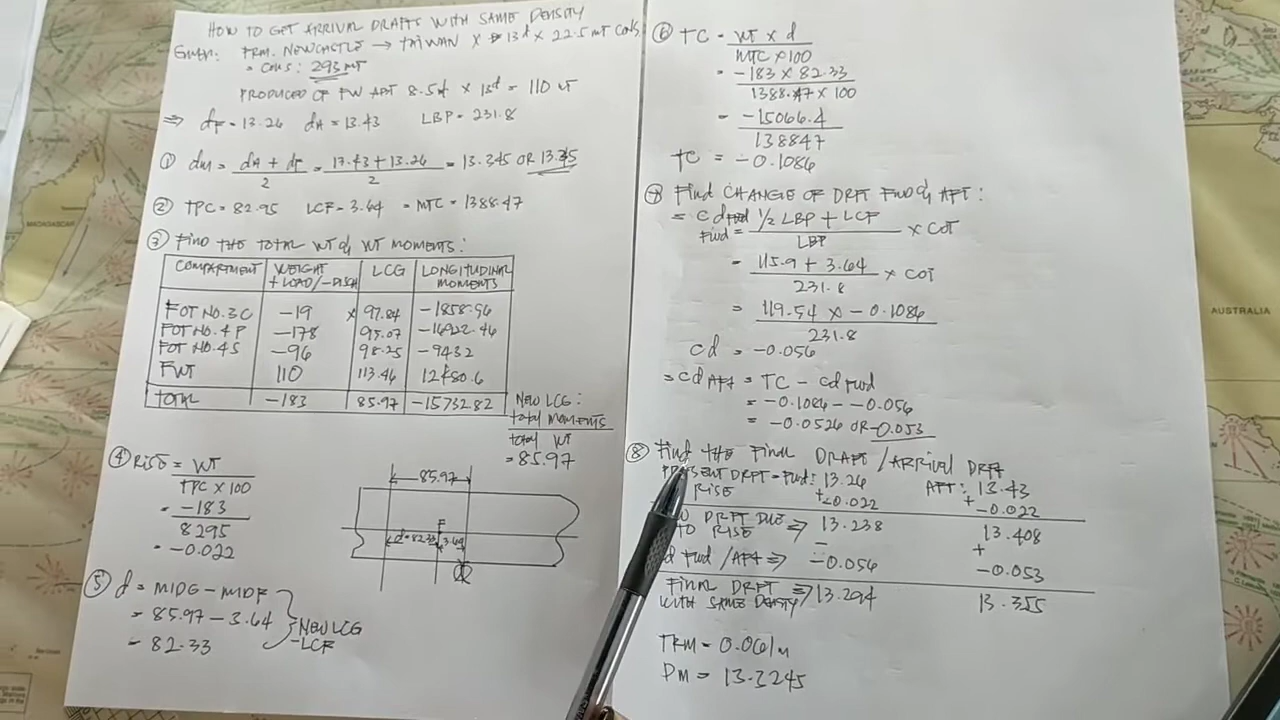 HOW TO GET ARRIVAL DRAFTS WITH SAME DENSITY
Given: FRM. NEWCASTLE → TAIWAN x 13d x 22.5 MT CONS
= CONS: 293 MT
PRODUCED OF FW APT 8.5 x 13d = 110 WT
⇒ dF = 13.26 dA = 13.43 LBP = 231.8
① dM = dA + dF / 2 = 13.43 + 13.26 / 2 = 13.345 OR 13.35
② TPC = 82.95 LCF = 3.64 = MTC = 1388.47
③ FIND THE TOTAL WT & WT MOMENTS:
COMPARTMENT WEIGHT + LOAD/-DISCH LCG LONGITUDINAL MOMENTS
FOT NO. 3C -19 x 97.84 -1858.56
FOT NO. 4P -178 95.07 -16922.46
FOT NO. 4S -96 98.25 -9432
FWT 110 113.46 12480.6
TOTAL -183 85.97 -15732.82
NEW LCG:
total moments
total WT
= 85.97
④ RISE = WT
TPC x 100
= -183
8295
= -0.022
85.97
d=82.33 F 3.64
⑤ d = MIDG - MIDF
= 85.97 - 3.64
= 82.33
NEW LCG
- LCF
⑥ TC = WT x d
MTC x 100
= -183 x 82.33
1388.47 x 100
= -15066.4
138847
TC = -0.1086
⑦ Find CHANGE OF DRFT FWD & AFT:
= cd Fwd = 1/2 LBP + LCF / LBP x COT
= 115.9 + 3.64 x COT
231.8
= 119.54 x -0.1086
231.8
cd = -0.056
= cd AFT = TC - cd Fwd
= -0.1086 - -0.056
= -0.0526 OR -0.053
⑧ Find THE FINAL DRAFT / ARRIVAL DRFT
PRESENT DRFT = Fwd: 13.26 AFT: 13.43
RISE + -0.022 + -0.022
DRFT DUE TO RISE ⇒ 13.238 13.408
- +
Fwd / AFT ⇒ -0.056 -0.053
FINAL DRFT
WITH SAME DENSITY ⇒ 13.294 13.355
TRM = 0.061m
DM = 13.3245
MADAGASCAR
AUSTRALIA